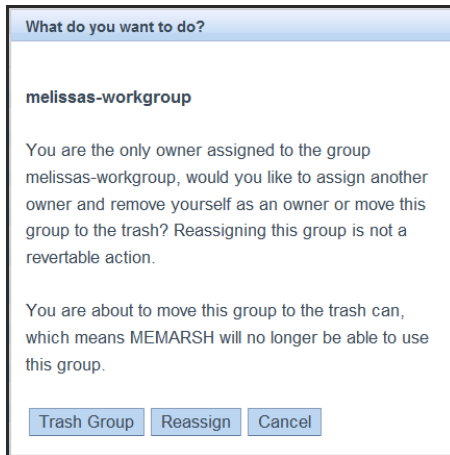 What do you want to do?
melissas-workgroup
You are the only owner assigned to the group
melissas-workgroup, would you like to assign another
owner and remove yourself as an owner or move this
group to the trash? Reassigning this group is not a
revertable action.
You are about to move this group to the trash can,
which means MEMARSH will no longer be able to use
this group.
Trash Group Reassign Cancel